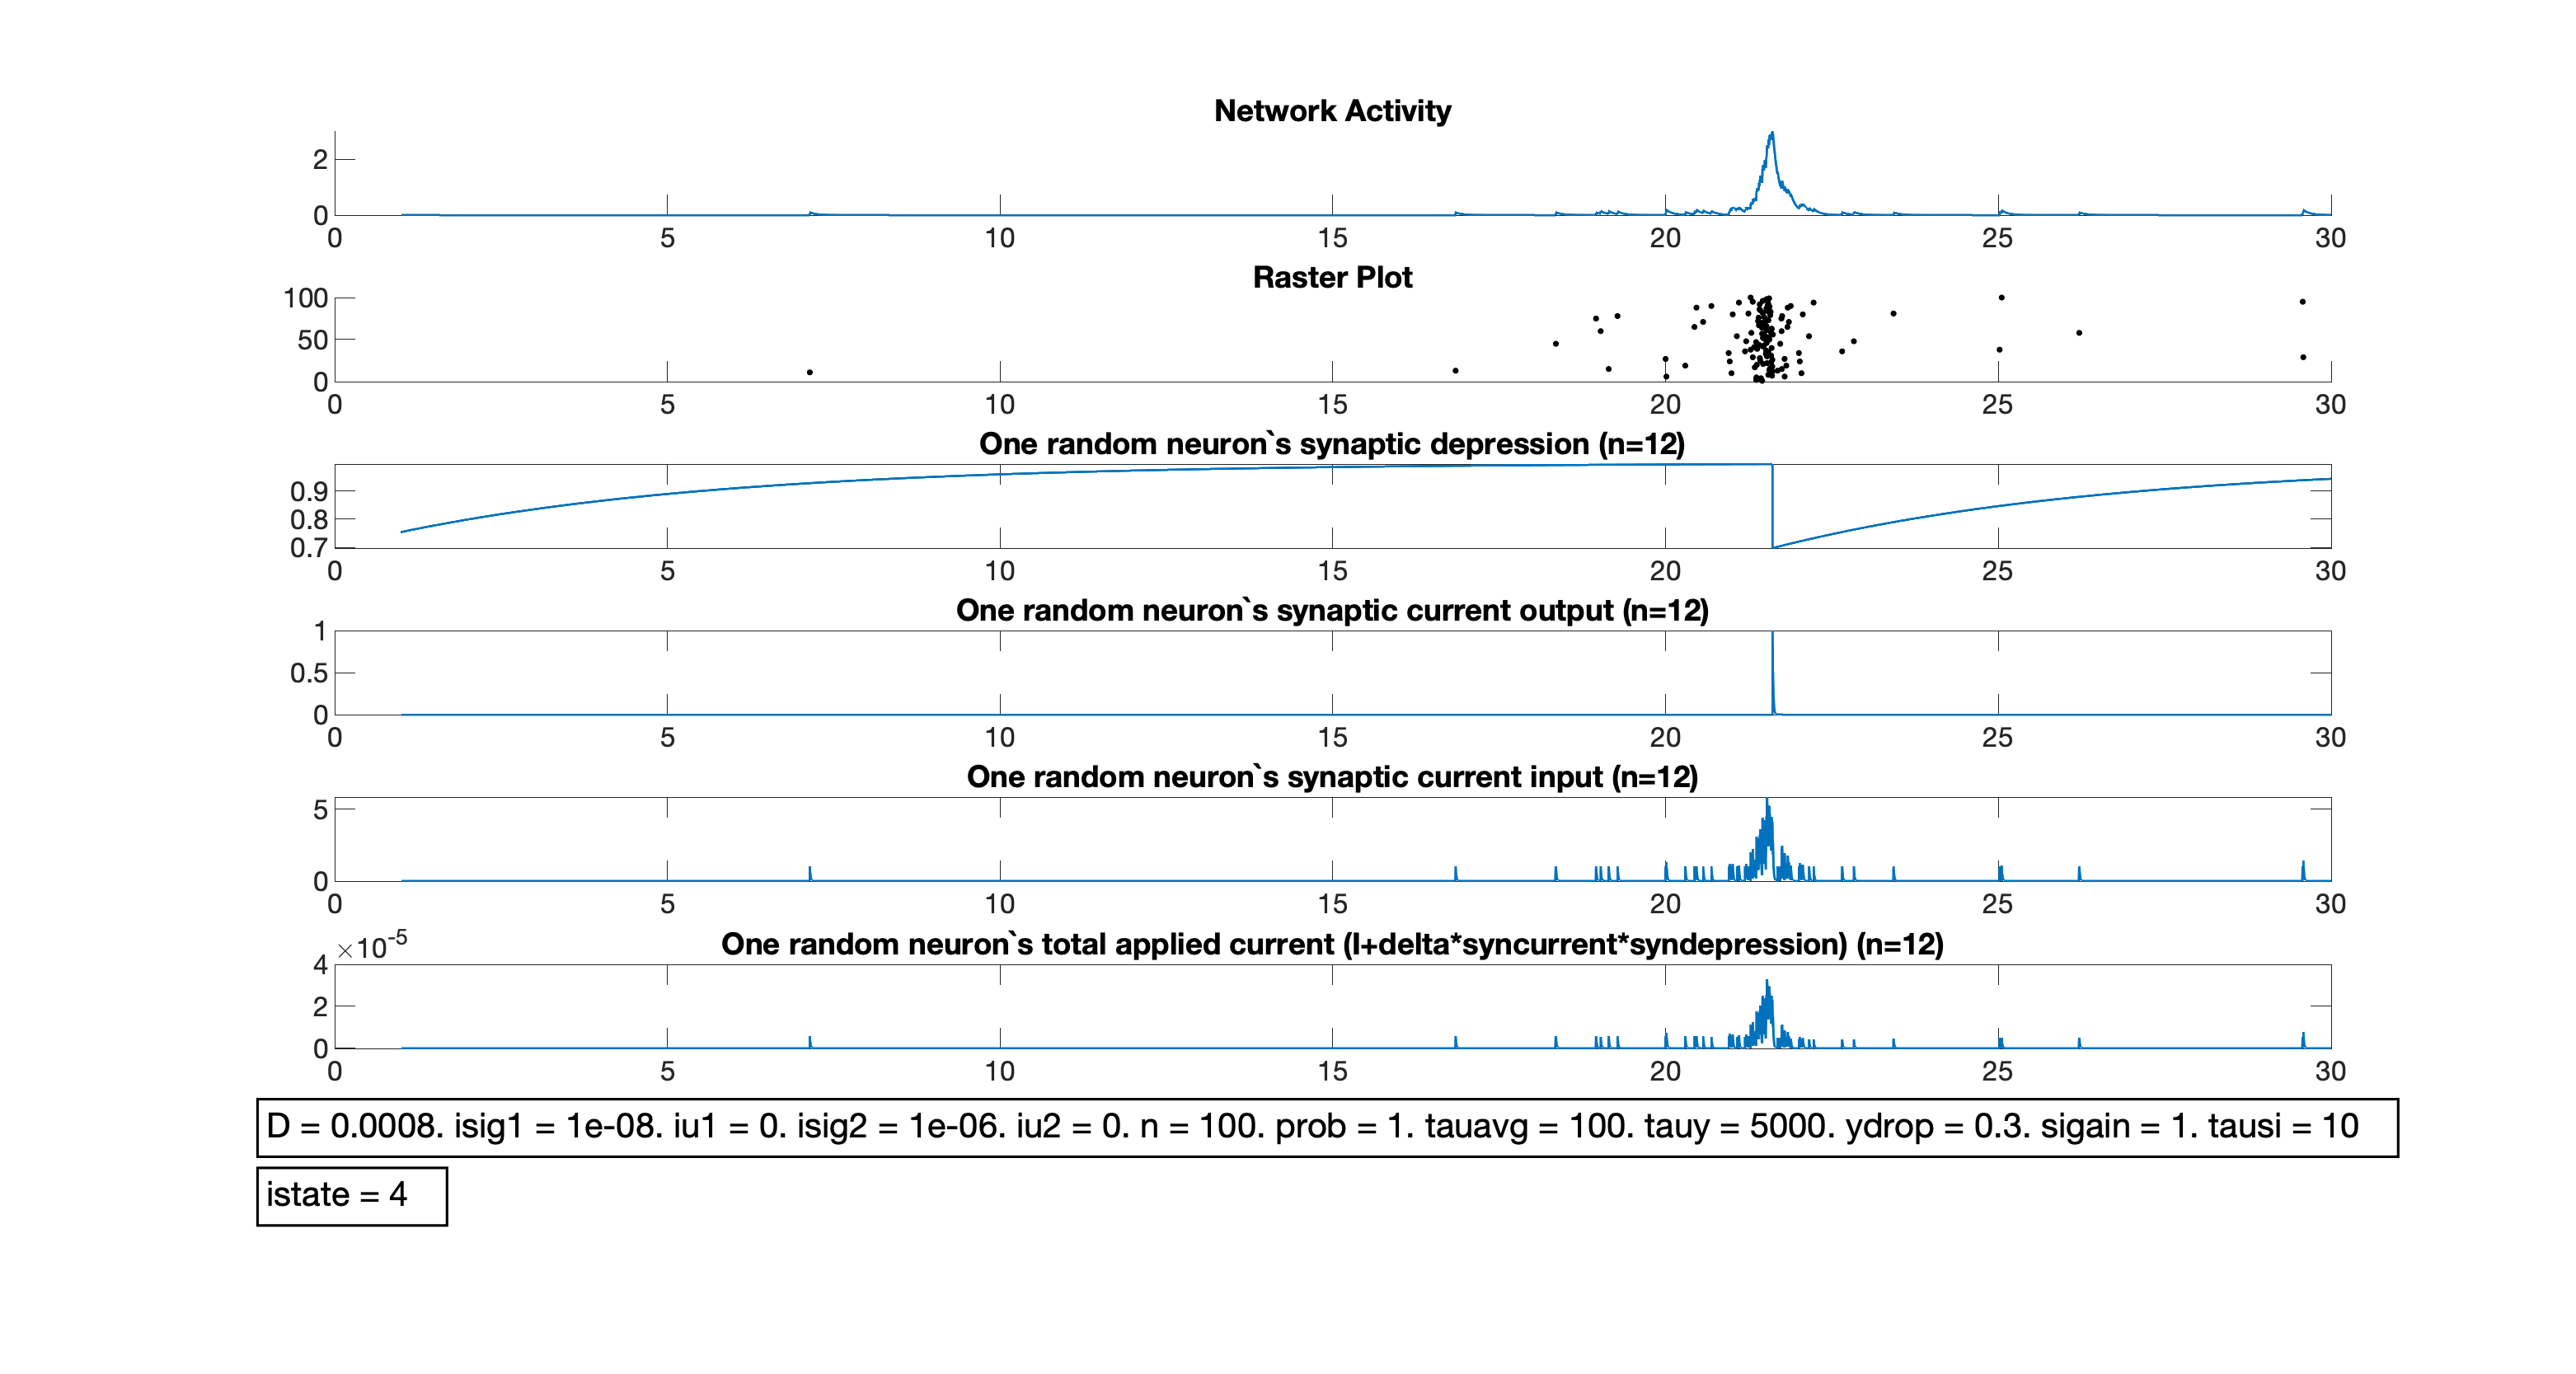 Network Activity
2
0
0 5 10 15 20 25 30
Raster Plot
100
50
0
0 5 10 15 20 25 30
One random neuron`s synaptic depression (n=12)
0.9
0.8
0.7
0 5 10 15 20 25 30
One random neuron`s synaptic current output (n=12)
1
0.5
0
0 5 10 15 20 25 30
One random neuron`s synaptic current input (n=12)
5
0
0 5 10 15 20 25 30
×10-5
One random neuron`s total applied current (I+delta*syncurrent*syndepression) (n=12)
4
2
0
0 5 10 15 20 25 30
D = 0.0008. isig1 = 1e-08. iu1 = 0. isig2 = 1e-06. iu2 = 0. n = 100. prob = 1. tauavg = 100. tauy = 5000. ydrop = 0.3. sigain = 1. tausi = 10
istate = 4